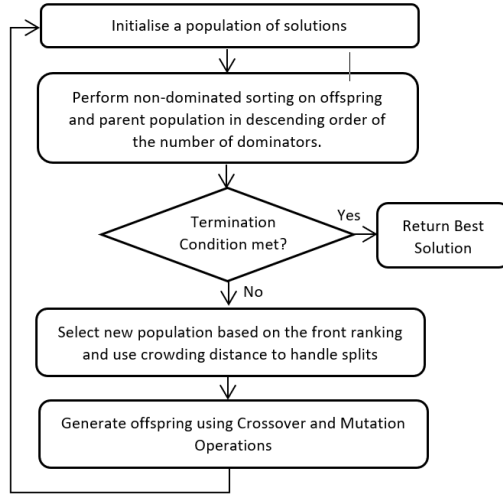 Initialise a population of solutions
Perform non-dominated sorting on offspring
and parent population in descending order of
the number of dominators.
Termination
Condition met?
Yes
Return Best
Solution
No
Select new population based on the front ranking
and use crowding distance to handle splits
Generate offspring using Crossover and Mutation
Operations